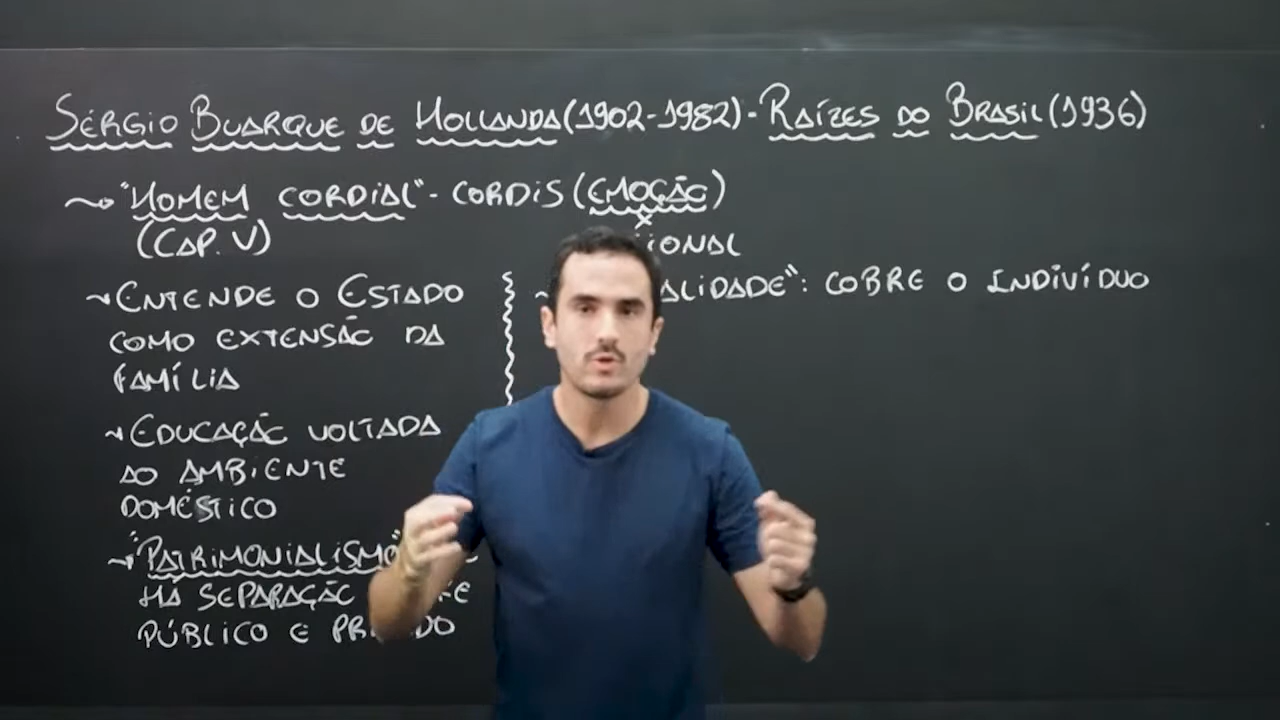 SÉRGIO BUARQUE DE HOLLANDA (1902-1982) - RAÍZES DO BRASIL (1936)
~> "HOMEM CORDIAL" - CORDIS (EMOÇÃO)
(CAP. V)
X
IONAL
~ ENTENDE O ESTADO
COMO EXTENSÃO DA
FAMÍLIA
~ EDUCAÇÃO VOLTADA
AO AMBIENTE
DOMÉSTICO
~ "PATRIMONIALISMO"
HÁ SEPARAÇÃO
PÚBLICO E
~ ALIDADE": COBRE O INDIVÍDUO